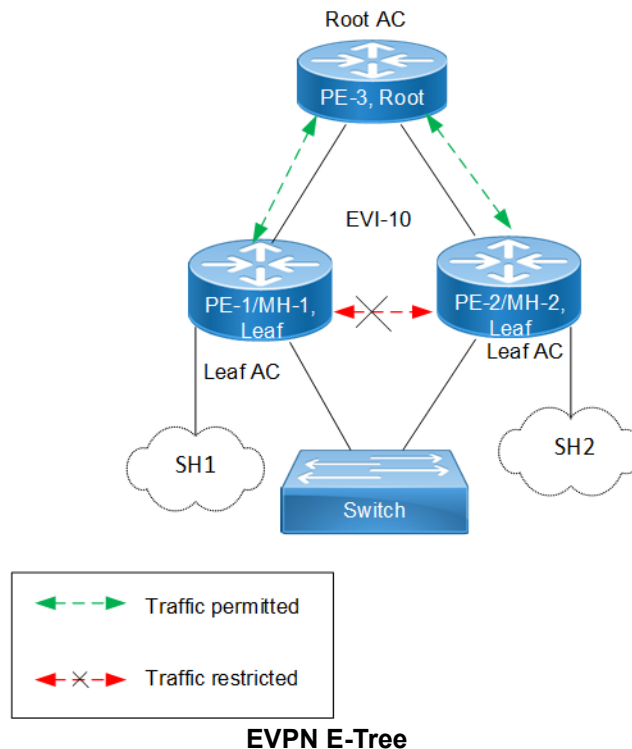 Root AC
PE-3, Root
EVI-10
PE-1/MH-1,
Leaf
PE-2/MH-2,
Leaf
Leaf AC
Leaf AC
SH1
SH2
Switch
Traffic permitted
Traffic restricted
EVPN E-Tree